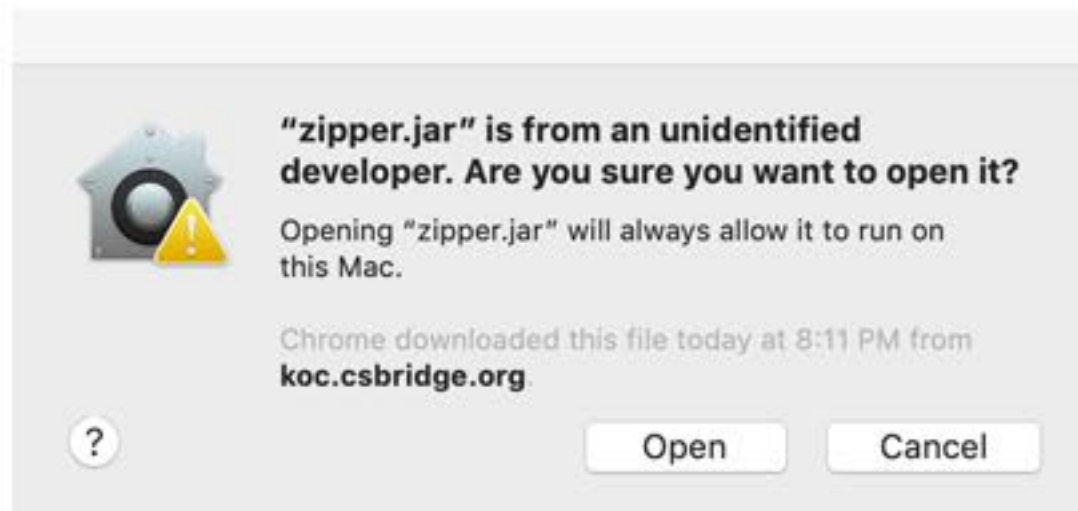 “zipper.jar” is from an unidentified
developer. Are you sure you want to open it?
Opening “zipper.jar” will always allow it to run on
this Mac.
Chrome downloaded this file today at 8:11 PM from
koc.csbridge.org.
?
Open
Cancel